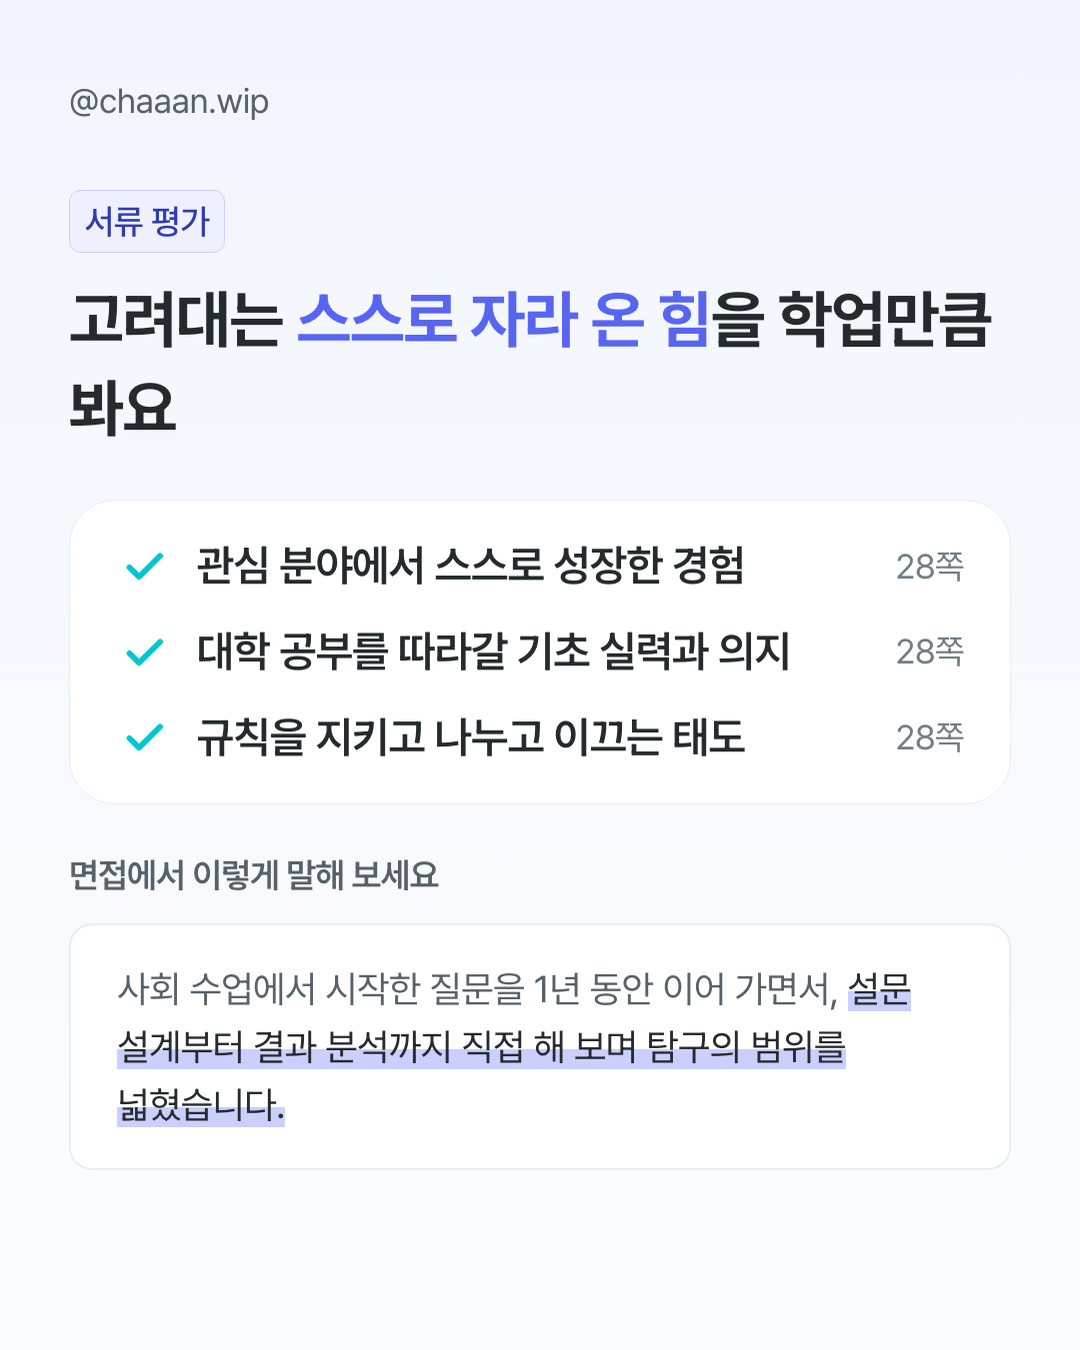 @chaaan.wip
서류 평가
고려대는 스스로 자라 온 힘을 학업만큼
봐요
관심 분야에서 스스로 성장한 경험 28쪽
대학 공부를 따라갈 기초 실력과 의지 28쪽
규칙을 지키고 나누고 이끄는 태도 28쪽
면접에서 이렇게 말해 보세요
사회 수업에서 시작한 질문을 1년 동안 이어 가면서, 설문
설계부터 결과 분석까지 직접 해 보며 탐구의 범위를
넓혔습니다.